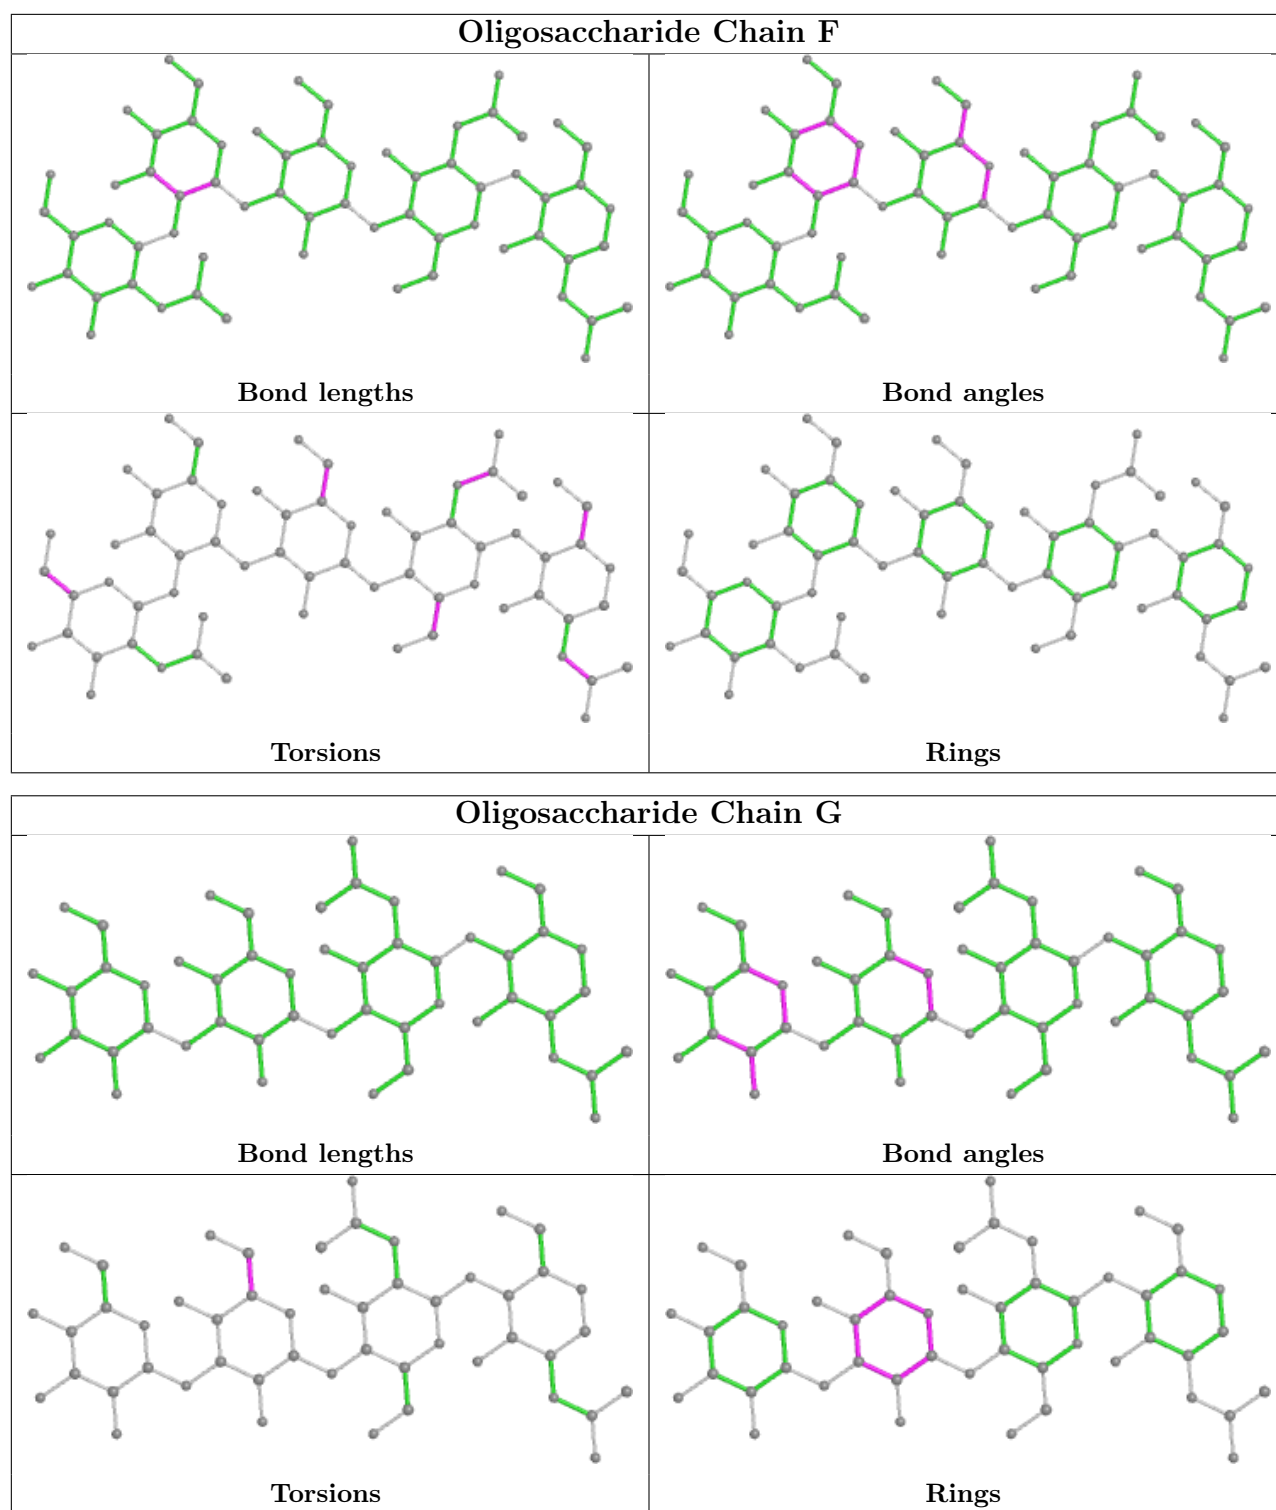 Oligosaccharide Chain F
Bond lengths
Bond angles
Torsions
Rings
Oligosaccharide Chain G
Bond lengths
Bond angles
Torsions
Rings